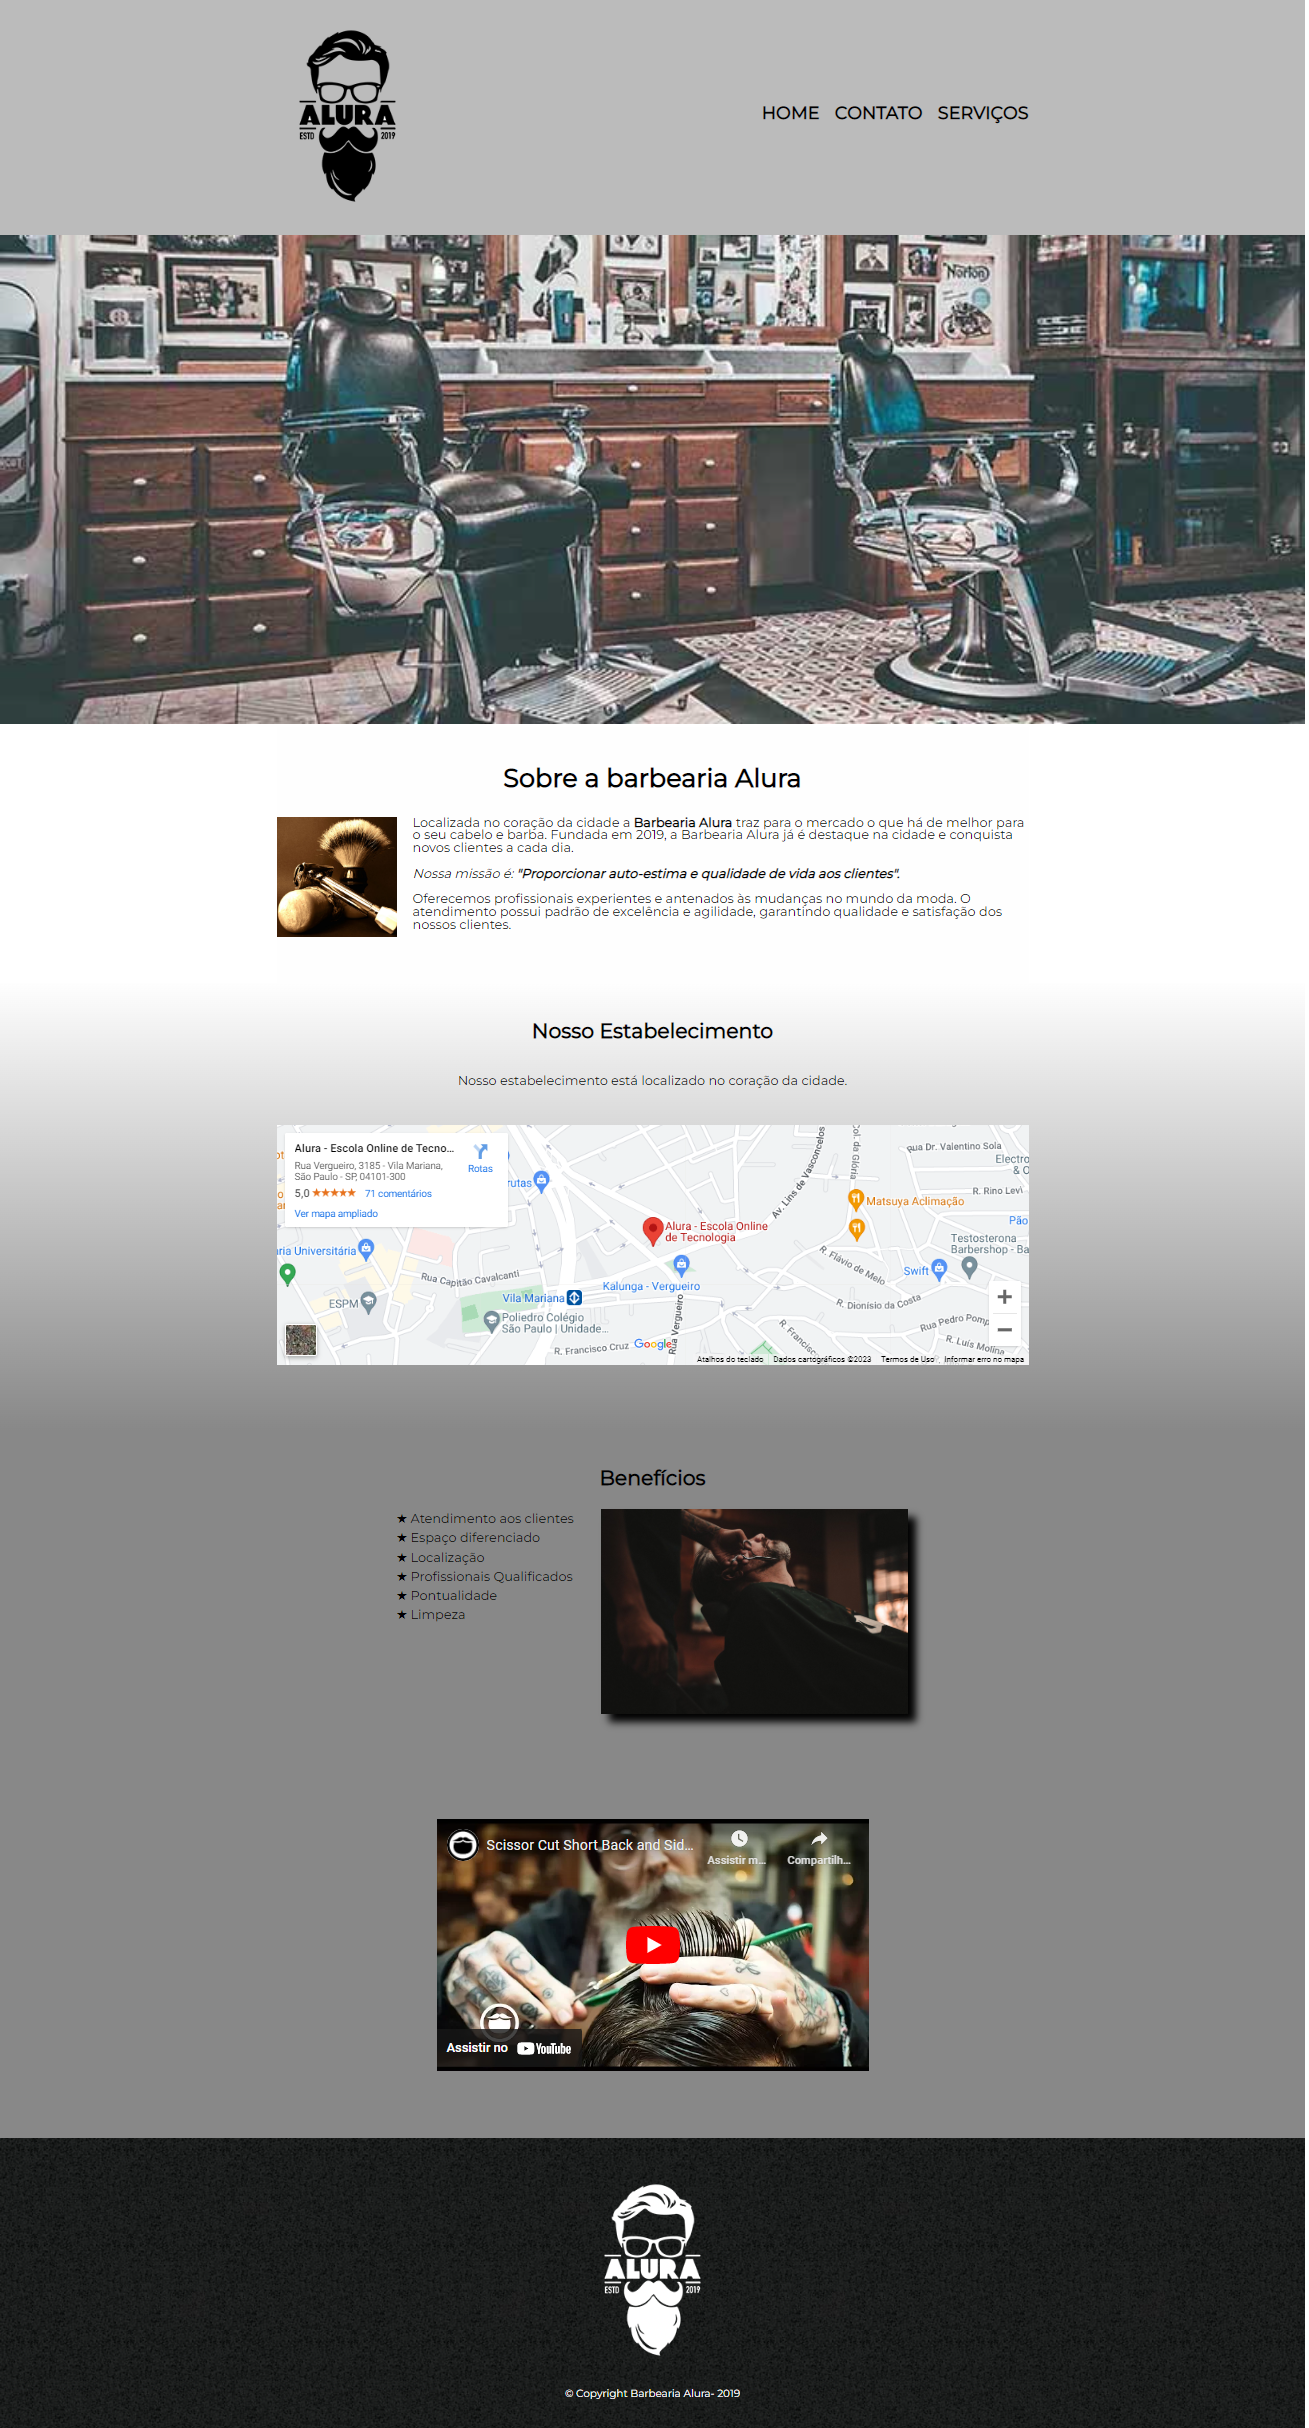 ALURA
ESTD 2019
HOME CONTATO SERVIÇOS
Norton
Sobre a barbearia Alura
Localizada no coração da cidade a Barbearia Alura traz para o mercado o que há de melhor para
o seu cabelo e barba. Fundada em 2019, a Barbearia Alura já é destaque na cidade e conquista
novos clientes a cada dia.
Nossa missão é: "Proporcionar auto-estima e qualidade de vida aos clientes".
Oferecemos profissionais experientes e antenados às mudanças no mundo da moda. O
atendimento possui padrão de excelência e agilidade, garantindo qualidade e satisfação dos
nossos clientes.
Nosso Estabelecimento
Nosso estabelecimento está localizado no coração da cidade.
Alura - Escola Online de Tecno...
Rua Vergueiro, 3185 - Vila Mariana,
São Paulo - SP, 04101-300
5,0 ★★★★★ 71 comentários
Ver mapa ampliado
Rotas
rutas
Av. Lins de Vasconcelos
Col. da Glória
Rua Dr. Valentino Sola
Electro
& C
R. Rino Levi
Matsuya Aclimação
Pão
Alura - Escola Online
de Tecnologia
Testosterona
Barbershop - Ba
ria Universitária
Rua Capitão Cavalcanti
Kalunga - Vergueiro
R. Flávio de Melo
Swift
Vila Mariana
ESPM
R. Dionísio da Costa
Poliedro Colégio
São Paulo | Unidade...
Rua Vergueiro
Rua Pedro Pomp
R. Francisco Cruz
Google
R. Francisco
R. Luís Molina
Atalhos do teclado
Dados cartográficos ©2023
Termos de Uso
Informar erro no mapa
Benefícios
★ Atendimento aos clientes
★ Espaço diferenciado
★ Localização
★ Profissionais Qualificados
★ Pontualidade
★ Limpeza
Scissor Cut Short Back and Sid...
Assistir m...
Compartilh...
Assistir no YouTube
ALURA
ESTD 2019
© Copyright Barbearia Alura- 2019